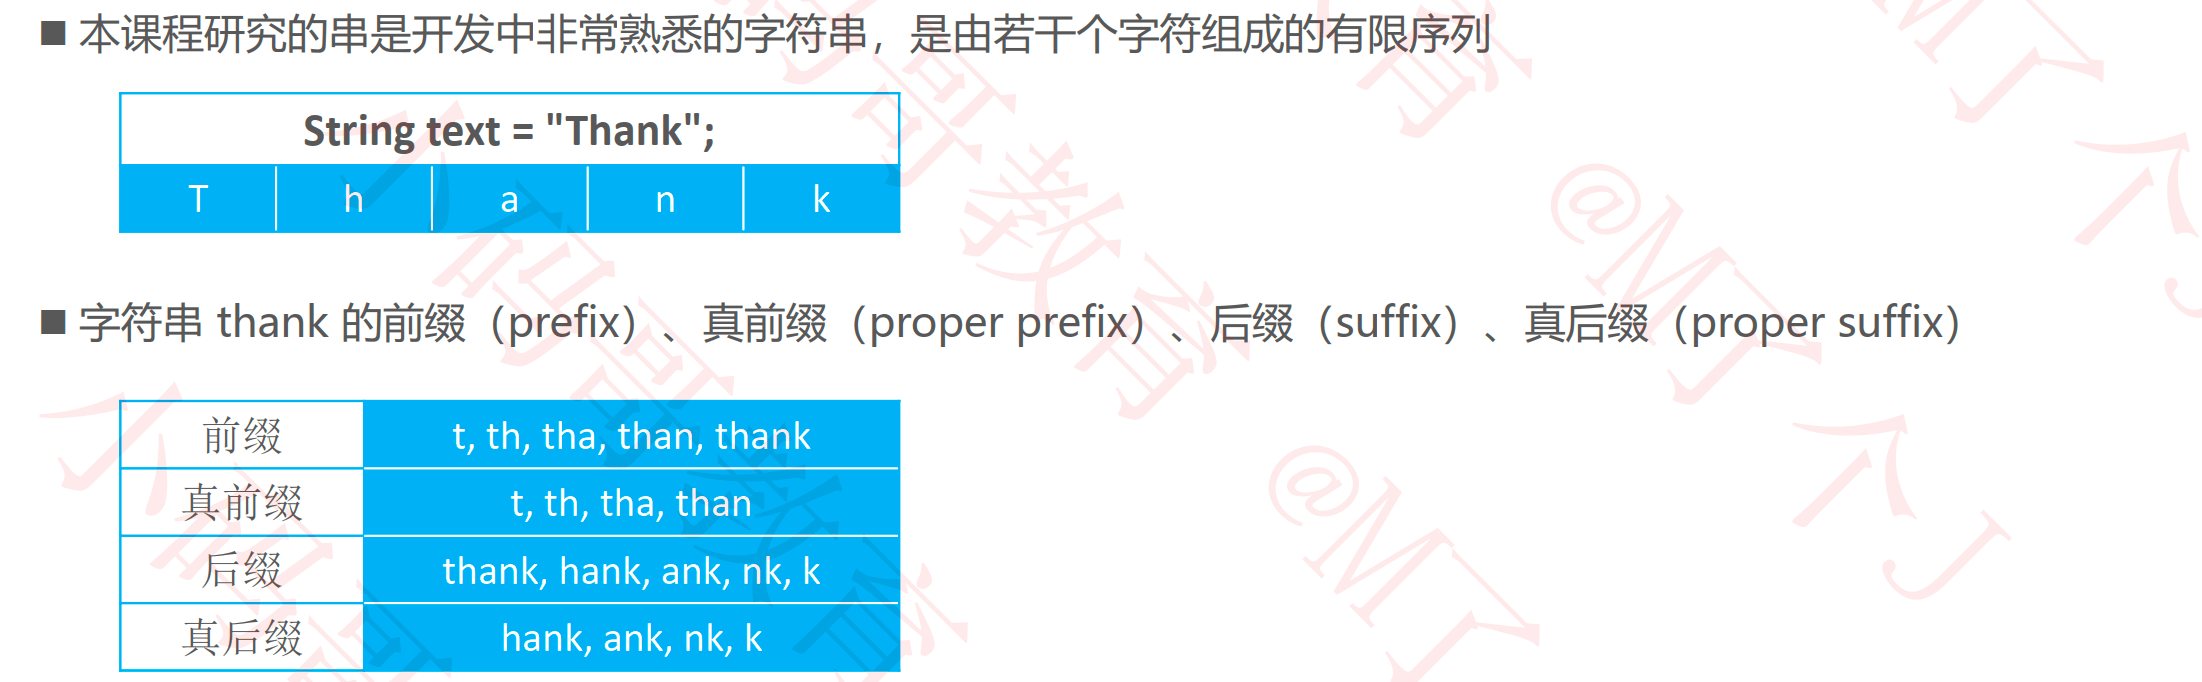 ■ 本课程研究的串是开发中非常熟悉的字符串，是由若干个字符组成的有限序列
String text = "Thank";
T h a n k
■ 字符串 thank 的前缀（prefix）、真前缀（proper prefix）、后缀（suffix）、真后缀（proper suffix）
前缀 t, th, tha, than, thank
真前缀 t, th, tha, than
后缀 thank, hank, ank, nk, k
真后缀 hank, ank, nk, k
小码哥教育 @M了个J